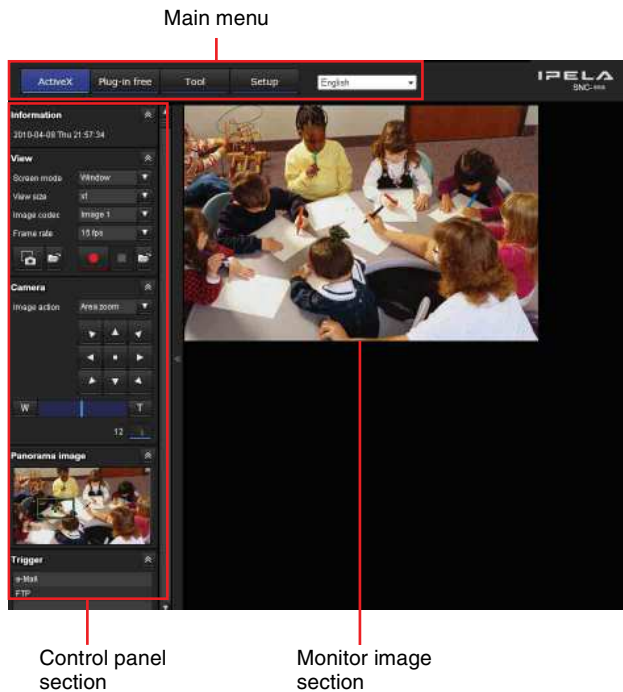 Main menu
ActiveX Plug-in free Tool Setup English
IPELA
SNC-
Information
2010-04-08 Thu 21:57:34
View
Screen mode Window
View size x1
Image codec Image 1
Frame rate 15 fps
Camera
Image action Area zoom
W T
12
Panorama image
Trigger
e-Mail
FTP
Control panel
section
Monitor image
section